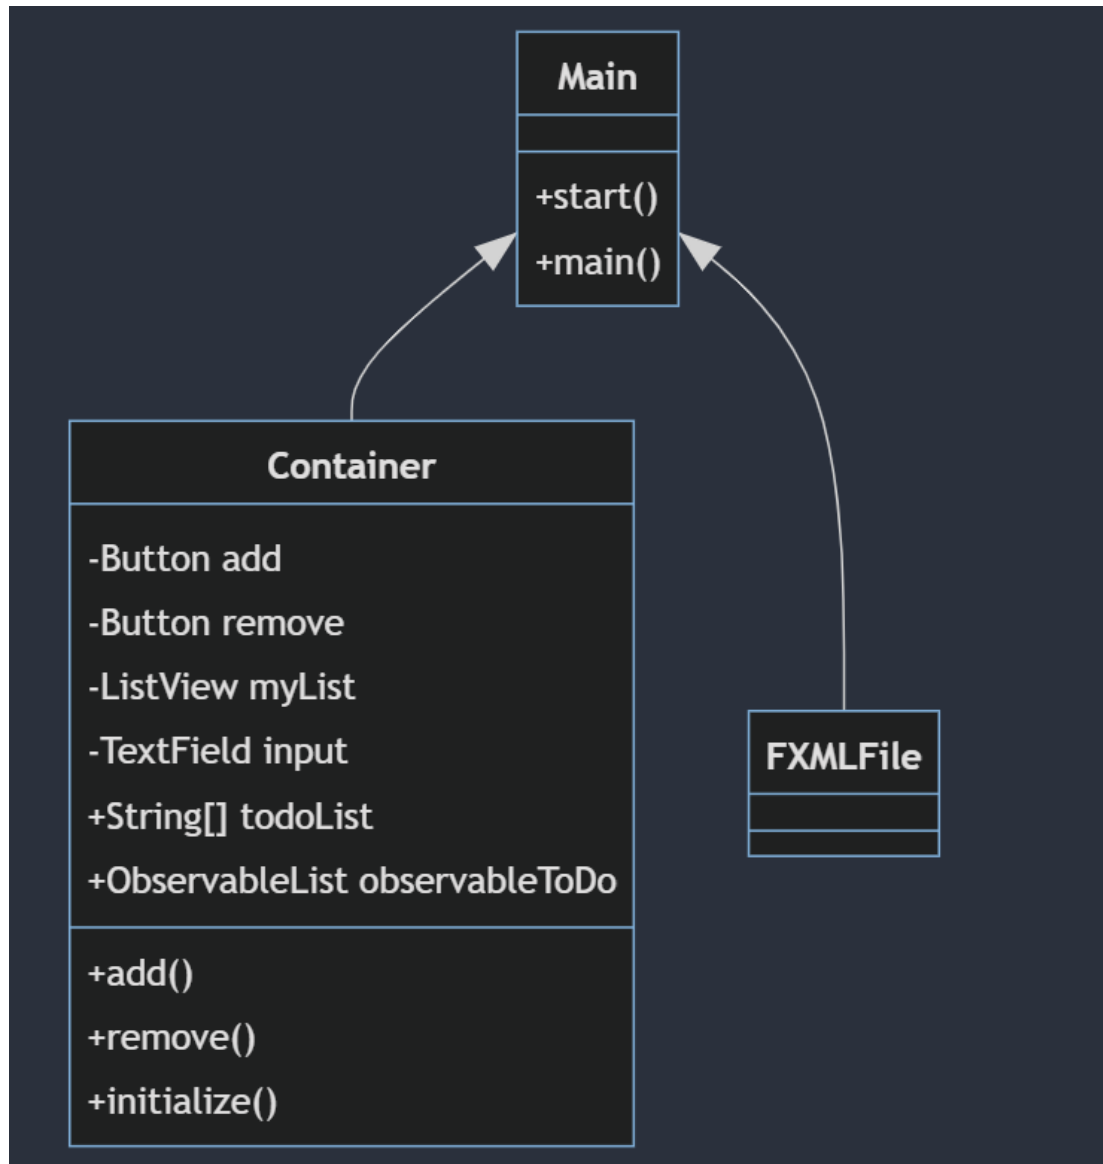 Main
+start()
+main()
Container
-Button add
-Button remove
-ListView myList
-TextField input
+String[] todoList
+ObservableList observableToDo
+add()
+remove()
+initialize()
FXMLFile